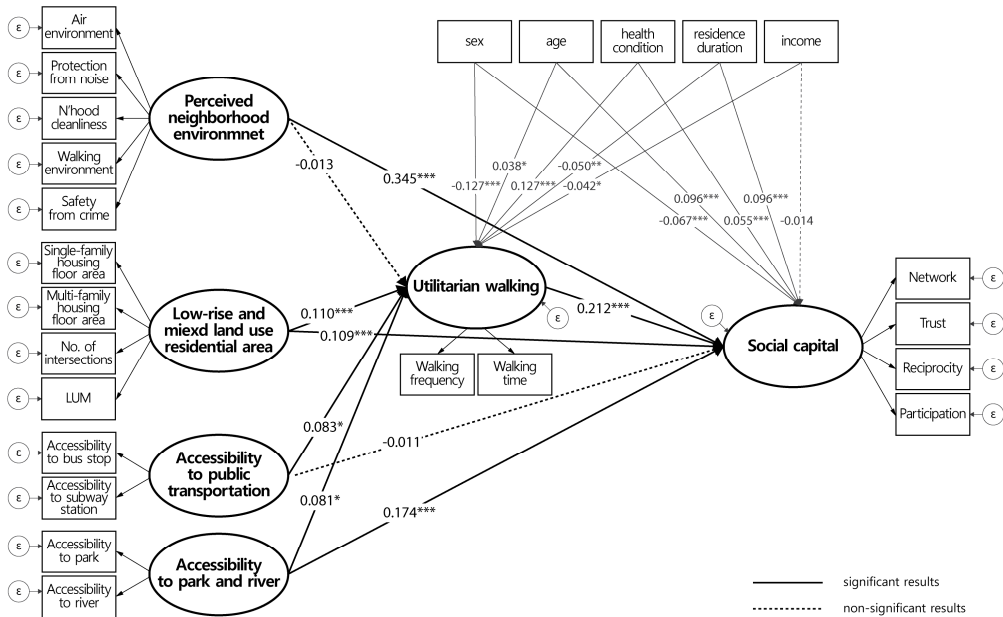 Air
environment
Protection
from noise
N'hood
cleanliness
Walking
environment
Safety
from crime
Single-family
housing
floor area
Multi-family
housing
floor area
No. of
intersections
LUM
Accessibility
to bus stop
Accessibility
to subway
station
Accessibility
to park
Accessibility
to river
ε
ε
ε
ε
ε
ε
ε
ε
ε
c
ε
ε
ε
Perceived
neighborhood
environmnet
Low-rise and
miexd land use
residential area
Accessibility
to public
transportation
Accessibility
to park and river
-0.013
0.345***
0.110***
0.109***
0.083*
0.081*
-0.011
0.174***
0.212***
sex
age
health
condition
residence
duration
income
0.038*
-0.050**
-0.127***
0.127***
-0.042*
0.096***
0.096***
-0.067***
0.055***
-0.014
Utilitarian walking
ε
Walking
frequency
Walking
time
ε
Social capital
Network
Trust
Reciprocity
Participation
ε
ε
ε
ε
significant results
non-significant results